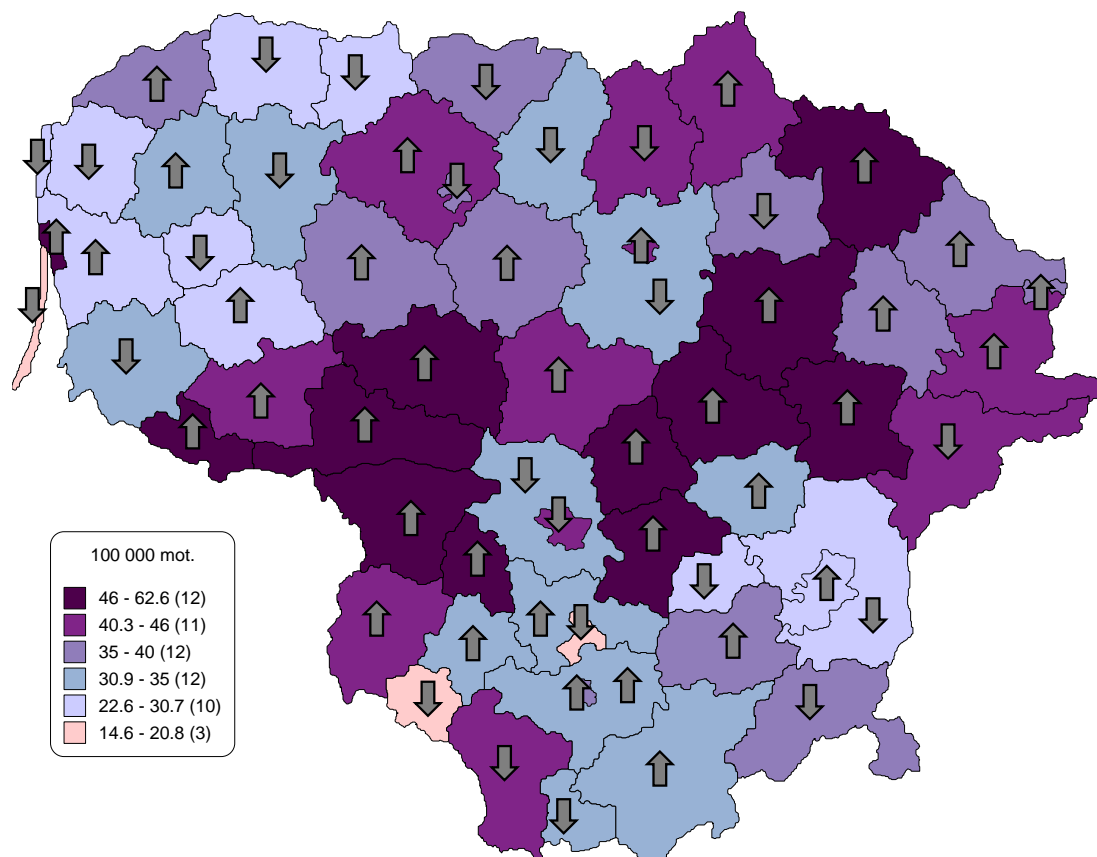 100 000 mot.
46 - 62.6 (12)
40.3 - 46 (11)
35 - 40 (12)
30.9 - 35 (12)
22.6 - 30.7 (10)
14.6 - 20.8 (3)